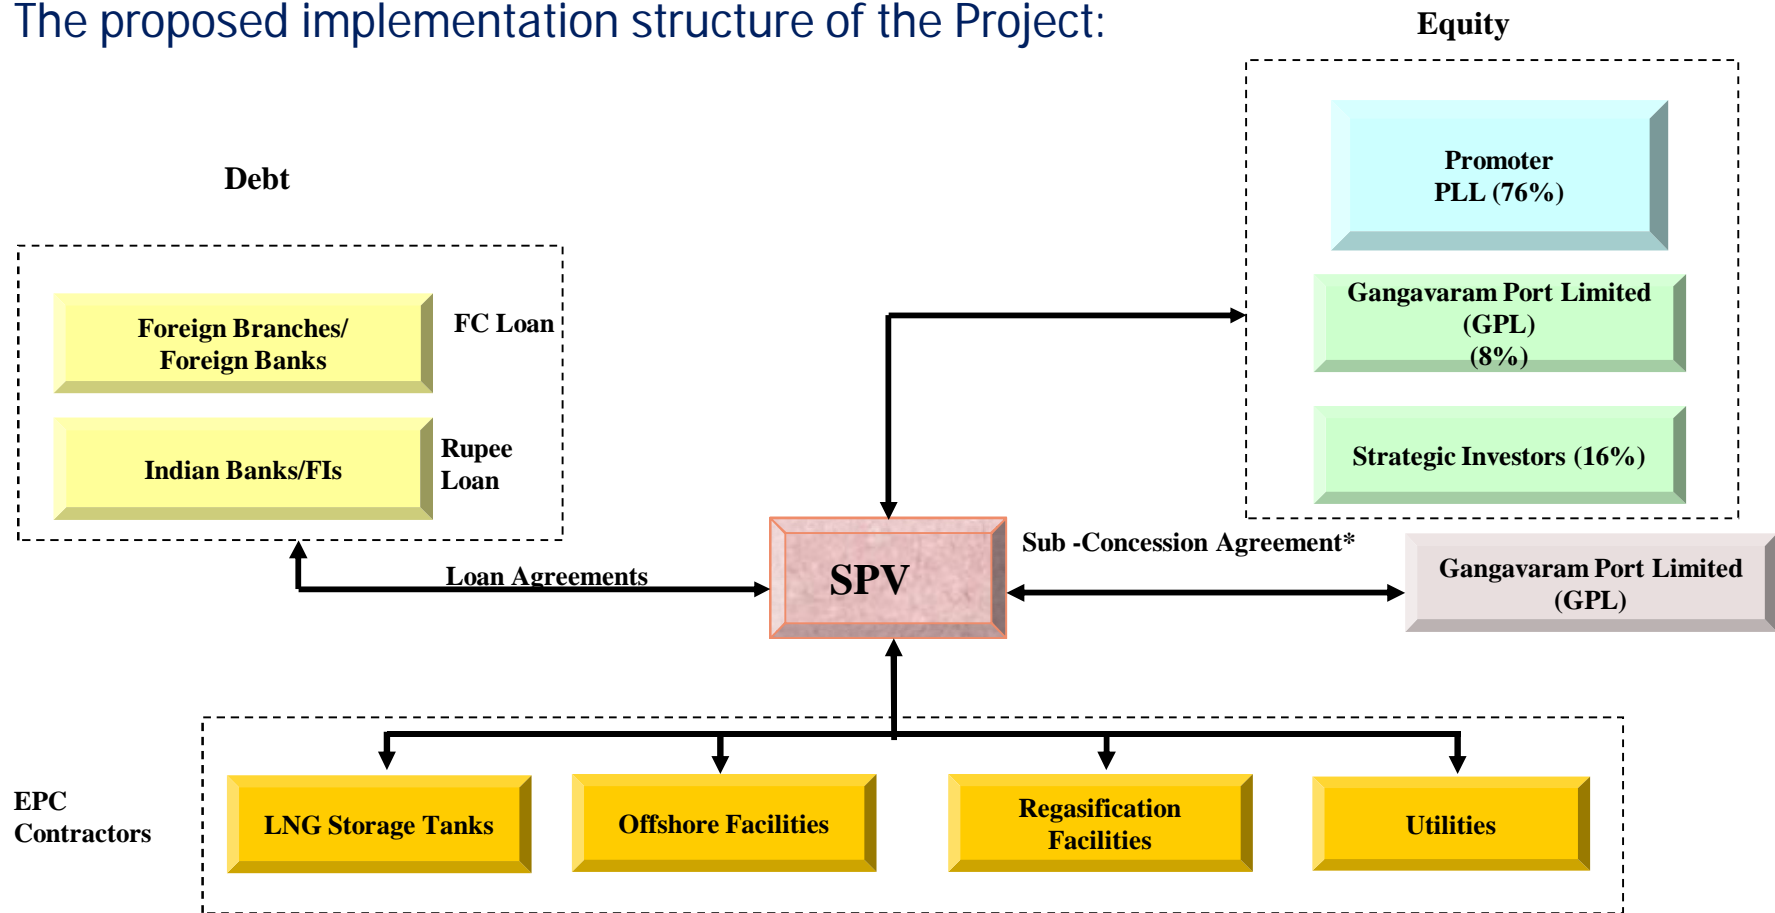 The proposed implementation structure of the Project:
Equity
Promoter
PLL (76%)
Gangavaram Port Limited
(GPL)
(8%)
Strategic Investors (16%)
Debt
Foreign Branches/
Foreign Banks
FC Loan
Indian Banks/FIs
Rupee
Loan
Loan Agreements
SPV
Sub -Concession Agreement*
Gangavaram Port Limited
(GPL)
EPC
Contractors
LNG Storage Tanks
Offshore Facilities
Regasification
Facilities
Utilities